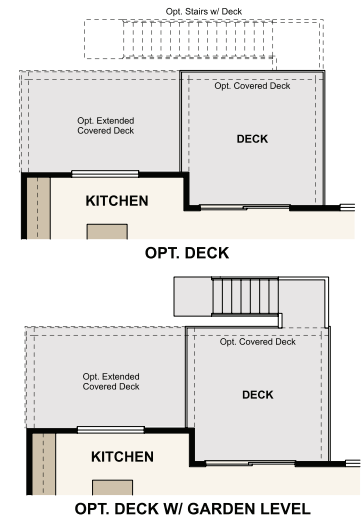 Opt. Stairs w/ Deck
Opt. Covered Deck
Opt. Extended
Covered Deck
DECK
KITCHEN
OPT. DECK
Opt. Covered Deck
Opt. Extended
Covered Deck
DECK
KITCHEN
OPT. DECK W/ GARDEN LEVEL